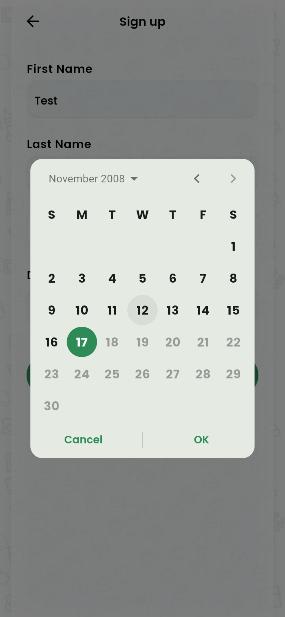 Sign up
First Name
Test
Last Name
November 2008
S M T W T F S
1
2 3 4 5 6 7 8
9 10 11 12 13 14 15
16 17 18 19 20 21 22
23 24 25 26 27 28 29
30
Cancel OK